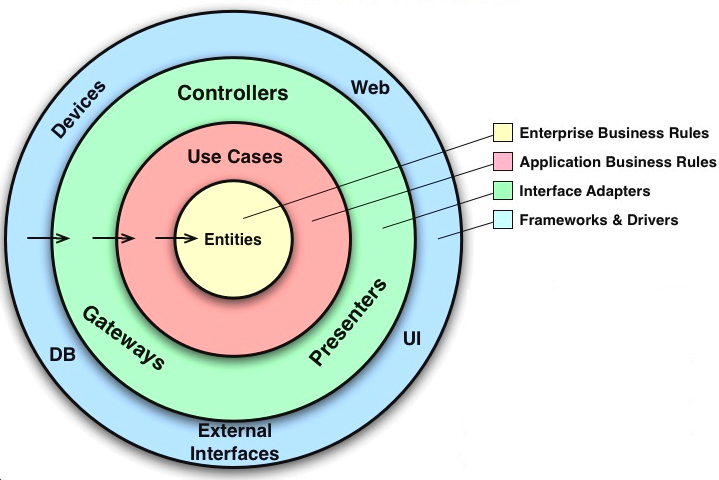 Devices
Web
Controllers
Use Cases
Entities
Gateways
Presenters
DB
UI
External
Interfaces
Enterprise Business Rules
Application Business Rules
Interface Adapters
Frameworks & Drivers